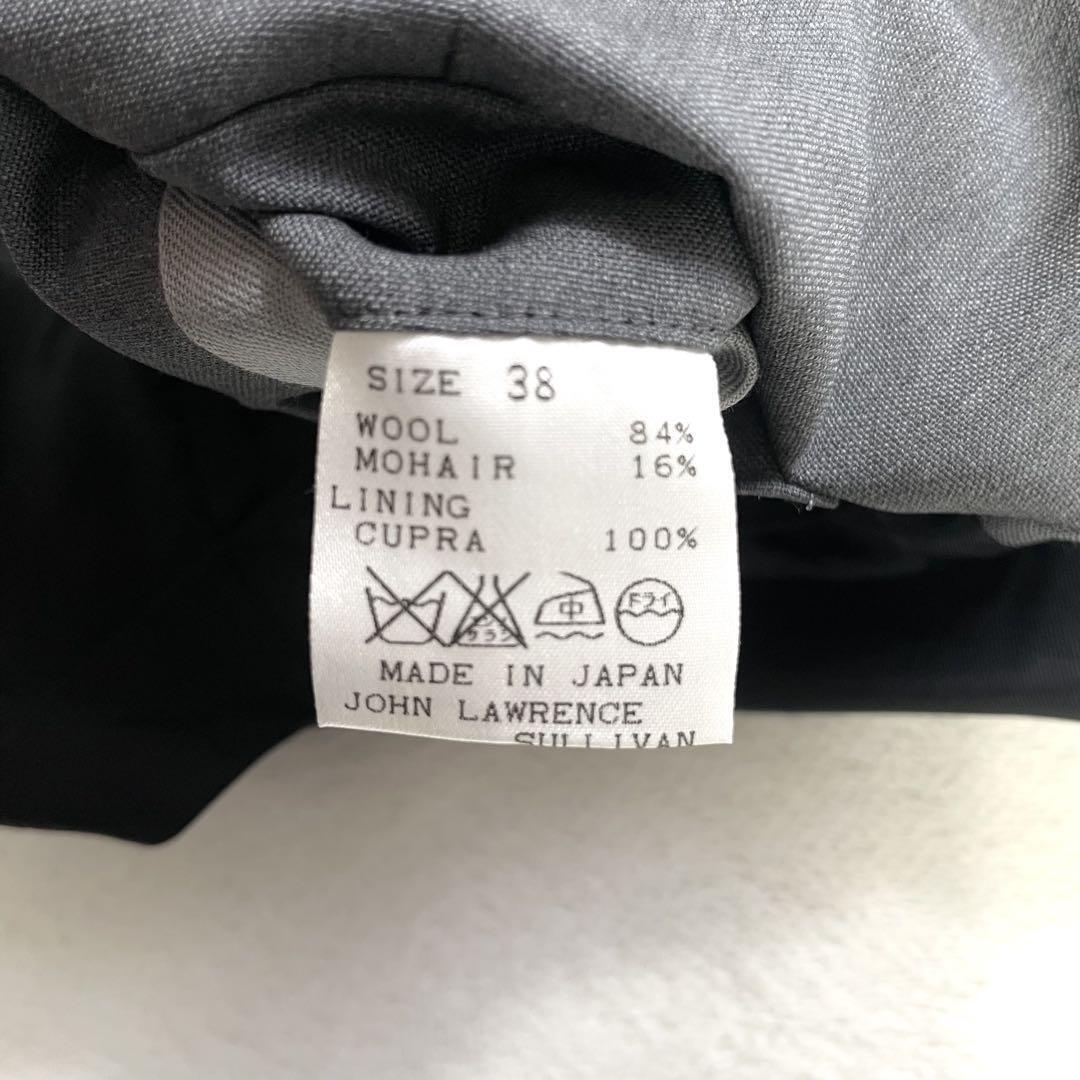 SIZE 38
WOOL 84%
MOHAIR 16%
LINING
CUPRA 100%
中 ドライ
MADE IN JAPAN
JOHN LAWRENCE
SULLIVAN